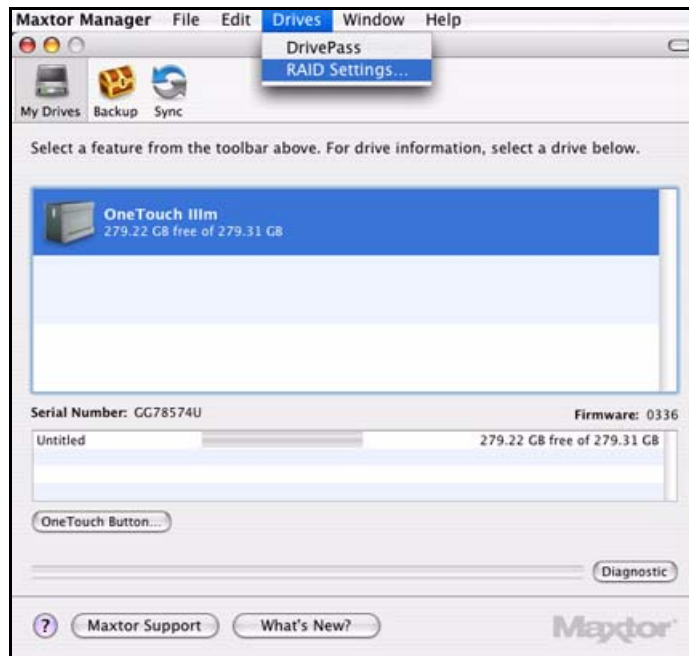 Maxtor Manager File Edit Drives Window Help
DrivePass
RAID Settings...
My Drives Backup Sync
Select a feature from the toolbar above. For drive information, select a drive below.
OneTouch IIIm
279.22 GB free of 279.31 GB
Serial Number: GG78574U Firmware: 0336
Untitled 279.22 GB free of 279.31 GB
OneTouch Button...
Diagnostic
? Maxtor Support What's New? Maxtor